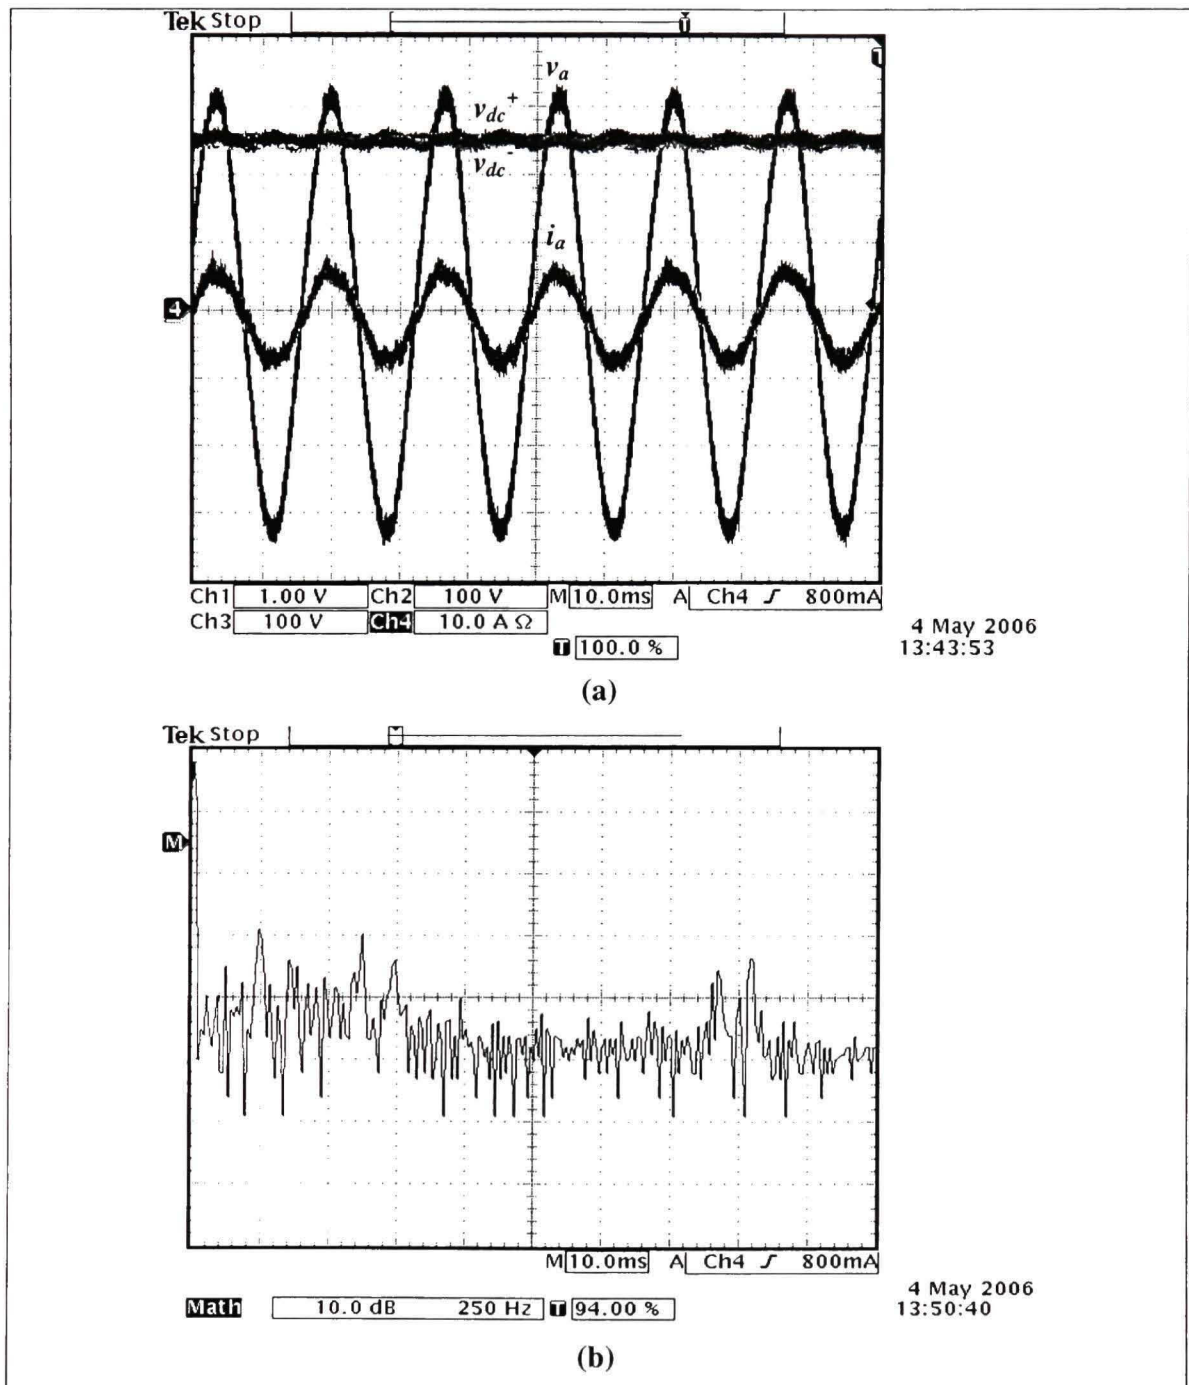 Tek Stop
T
T
v_a
v_dc^+
v_dc^-
i_a
4
Ch1 1.00 V Ch2 100 V M 10.0ms A Ch4 ʃ 800mA
Ch3 100 V Ch4 10.0 A Ω
T 100.0 %
4 May 2006
13:43:53
(a)
Tek Stop
M
M 10.0ms A Ch4 ʃ 800mA
Math 10.0 dB 250 Hz T 94.00 %
4 May 2006
13:50:40
(b)